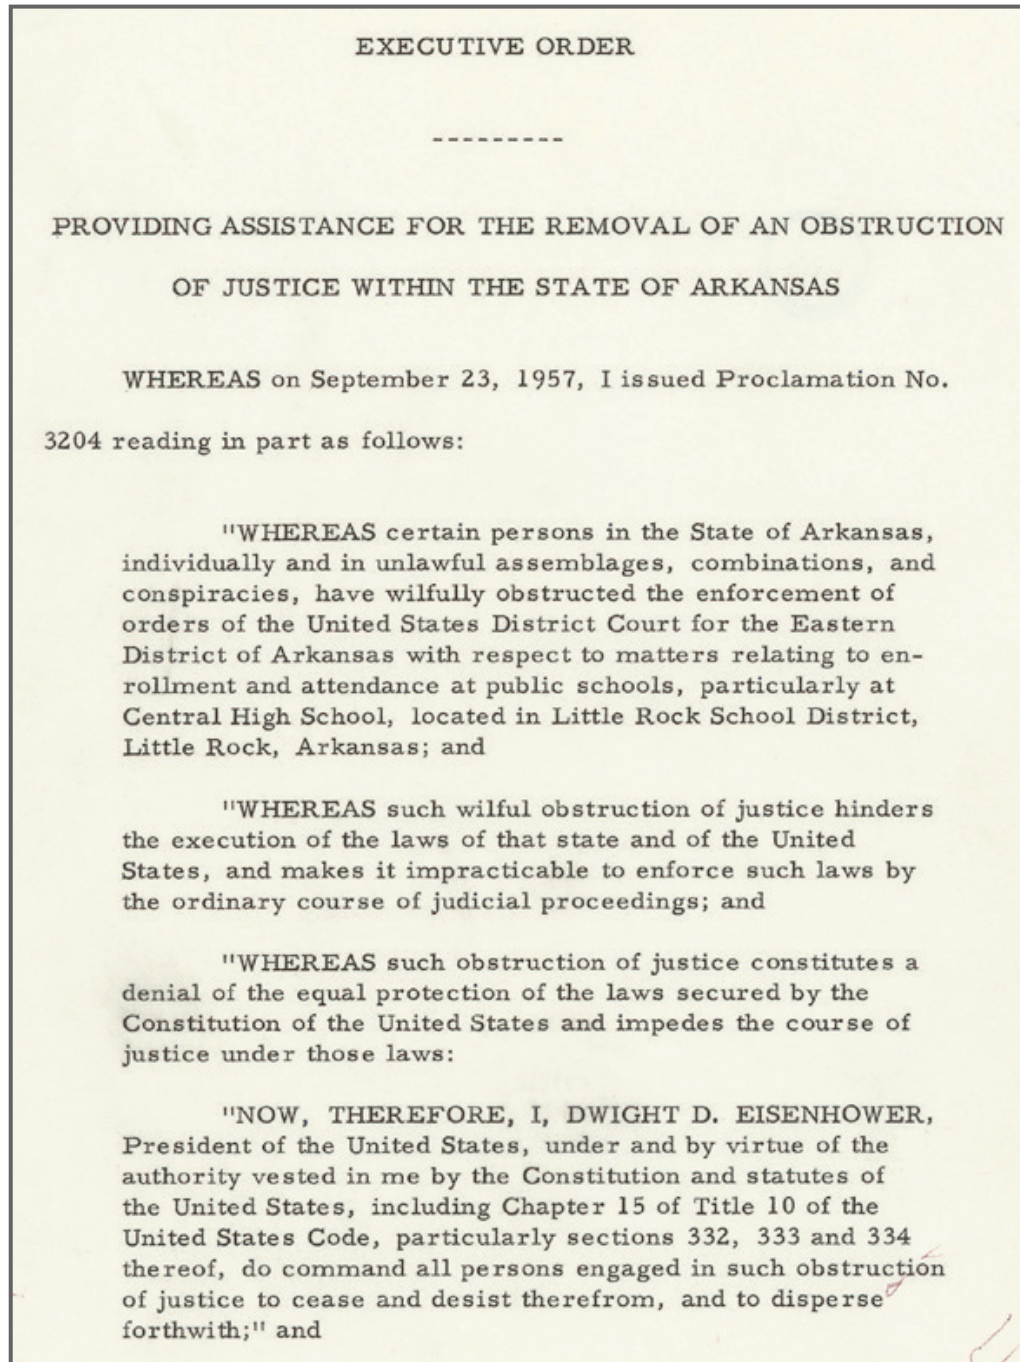 EXECUTIVE ORDER
---------
PROVIDING ASSISTANCE FOR THE REMOVAL OF AN OBSTRUCTION
OF JUSTICE WITHIN THE STATE OF ARKANSAS
WHEREAS on September 23, 1957, I issued Proclamation No.
3204 reading in part as follows:
"WHEREAS certain persons in the State of Arkansas,
individually and in unlawful assemblages, combinations, and
conspiracies, have wilfully obstructed the enforcement of
orders of the United States District Court for the Eastern
District of Arkansas with respect to matters relating to en-
rollment and attendance at public schools, particularly at
Central High School, located in Little Rock School District,
Little Rock, Arkansas; and
"WHEREAS such wilful obstruction of justice hinders
the execution of the laws of that state and of the United
States, and makes it impracticable to enforce such laws by
the ordinary course of judicial proceedings; and
"WHEREAS such obstruction of justice constitutes a
denial of the equal protection of the laws secured by the
Constitution of the United States and impedes the course of
justice under those laws:
"NOW, THEREFORE, I, DWIGHT D. EISENHOWER,
President of the United States, under and by virtue of the
authority vested in me by the Constitution and statutes of
the United States, including Chapter 15 of Title 10 of the
United States Code, particularly sections 332, 333 and 334
thereof, do command all persons engaged in such obstruction
of justice to cease and desist therefrom, and to disperse
forthwith;" and